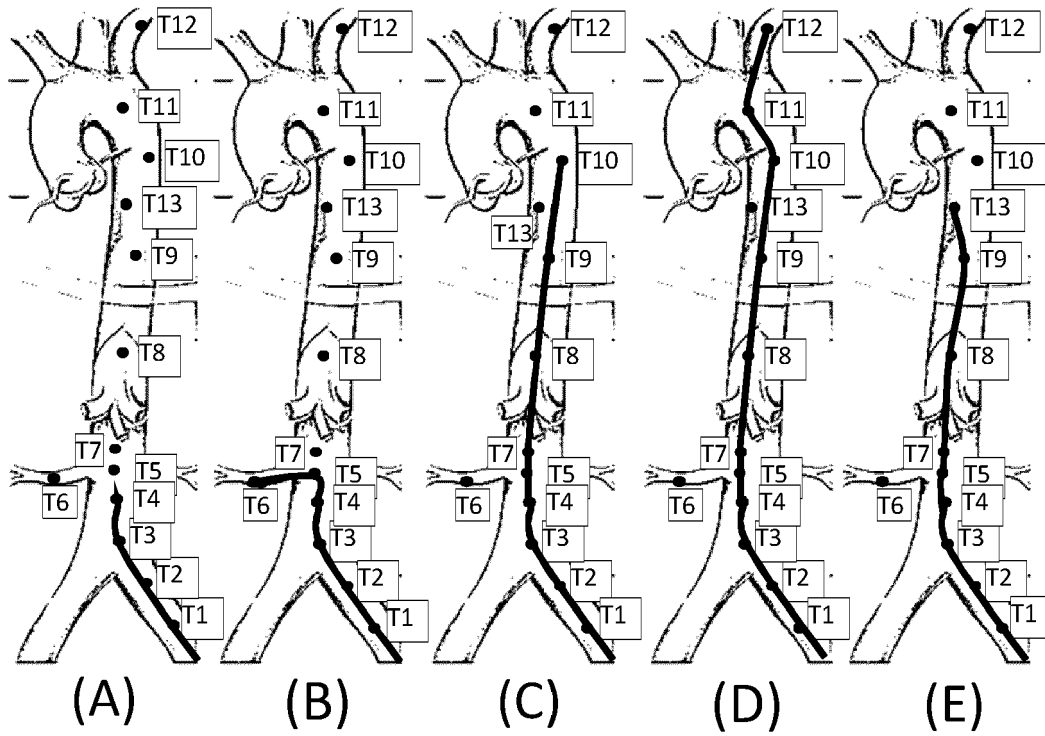 T12 T12 T12 T12 T12
T11 T11 T11 T11 T11
T10 T10 T10 T10 T10
T13 T13 T13 T13 T13
T9 T9 T9 T9 T9
T8 T8 T8 T8 T8
T7 T7 T7 T7 T7
T5 T5 T5 T5 T5
T6 T4 T6 T4 T6 T4 T6 T4 T6 T4
T3 T3 T3 T3 T3
T2 T2 T2 T2 T2
T1 T1 T1 T1 T1
(A) (B) (C) (D) (E)